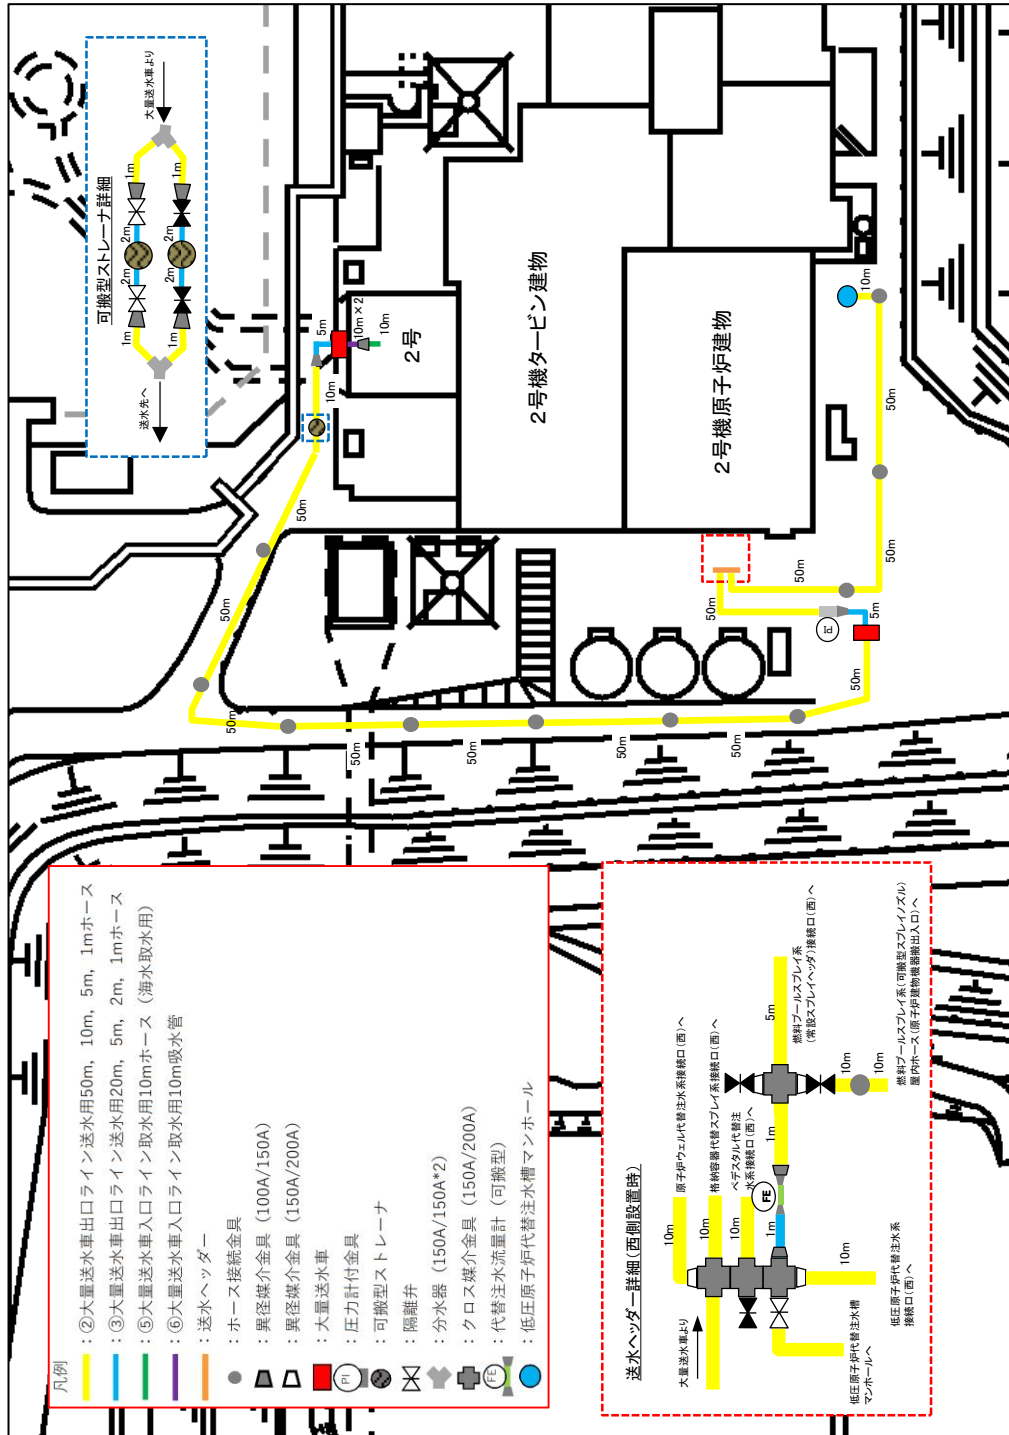 凡例
：②大量送水車出口ライン送水用50m，10m，5m，1mホース
：③大量送水車出口ライン送水用20m，5m，2m，1mホース
：⑤大量送水車入口ライン取水用10mホース（海水取水用）
：⑥大量送水車入口ライン取水用10m吸水管
：送水ヘッダー
：ホース接続金具
：異径媒介金具（100A/150A）
：異径媒介金具（150A/200A）
：大量送水車
PI
：圧力計付金具
：可搬型ストレーナ
：隔離弁
：分水器（150A/150A*2）
：クロス媒介金具（150A/200A）
FE
：代替注水流量計（可搬型）
：低圧原子炉代替注水槽マンホール
可搬型ストレーナ詳細
大量送水車より
送水先へ
1m
2m
2m
1m
1m
2m
2m
1m
2号
2号機タービン建物
2号機原子炉建物
10m
10m×2
5m
10m
50m
50m
50m
50m
50m
50m
50m
50m
5m
PI
50m
50m
50m
50m
10m
送水ヘッダー詳細(西側設置時)
大量送水車より
原子炉ウェル代替注水系接続口(西)へ
格納容器代替スプレイ系接続口(西)へ
ペデスタル代替注
水系接続口(西)へ
10m
10m
10m
1m
FE
1m
5m
燃料プールスプレイ系
(常設スプレイヘッダ)接続口(西)へ
10m
10m
燃料プールスプレイ系(可搬型スプレイノズル)
屋内ホース(原子炉建物機器搬出入口)へ
10m
低圧原子炉代替注水系
接続口(西)へ
低圧原子炉代替注水槽
マンホールへ